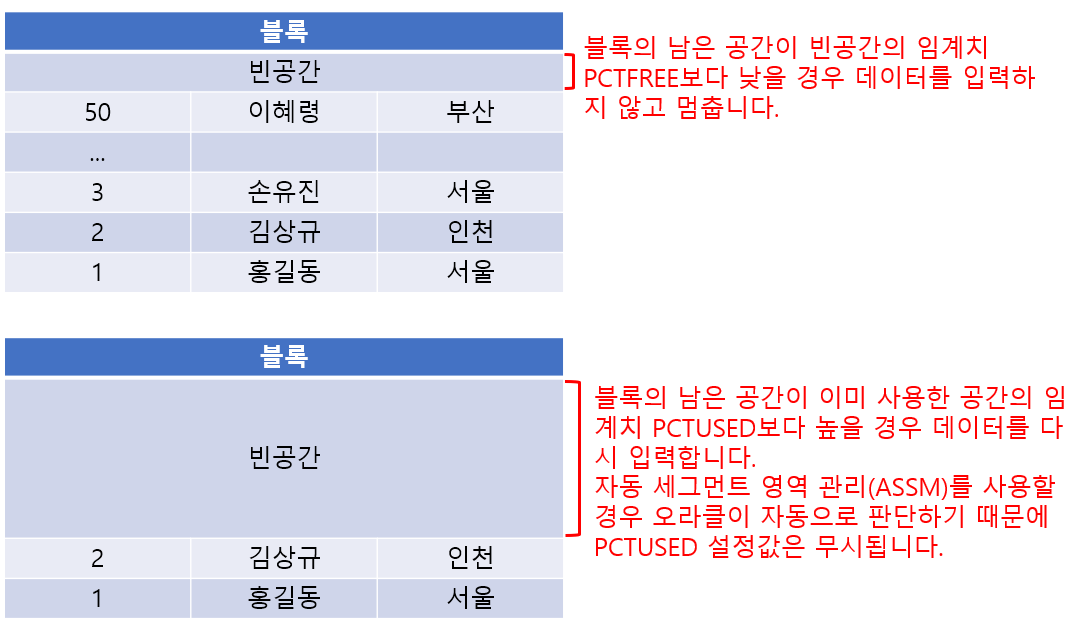 블록
빈공간
50 이혜령 부산
...
3 손유진 서울
2 김상규 인천
1 홍길동 서울
블록의 남은 공간이 빈공간의 임계치
PCTFREE보다 낮을 경우 데이터를 입력하
지 않고 멈춥니다.
블록
빈공간
2 김상규 인천
1 홍길동 서울
블록의 남은 공간이 이미 사용한 공간의 임
계치 PCTUSED보다 높을 경우 데이터를 다
시 입력합니다.
자동 세그먼트 영역 관리(ASSM)를 사용할
경우 오라클이 자동으로 판단하기 때문에
PCTUSED 설정값은 무시됩니다.